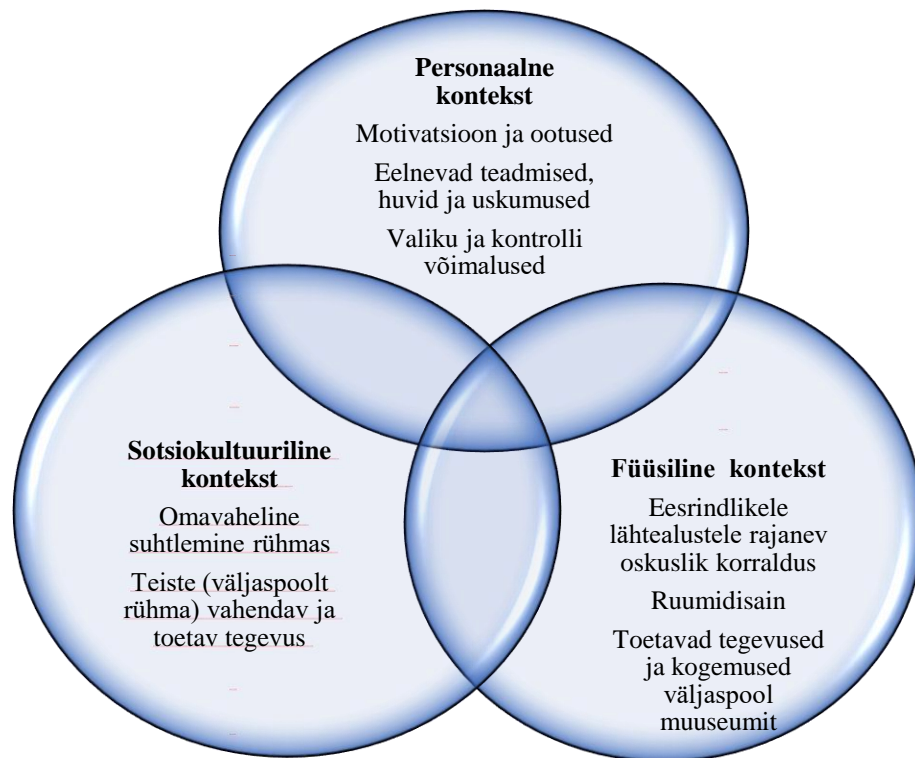 Personaalne
kontekst
Motivatsioon ja ootused
Eelnevad teadmised,
huvid ja uskumused
Valiku ja kontrolli
võimalused
Sotsiokultuuriline
kontekst
Omavaheline
suhtlemine rühmas
Teiste (väljaspoolt
rühma) vahendav ja
toetav tegevus
Füüsiline kontekst
Eesrindlikele
lähtealustele rajanev
oskuslik korraldus
Ruumidisain
Toetavad tegevused
ja kogemused
väljaspool
muuseumit